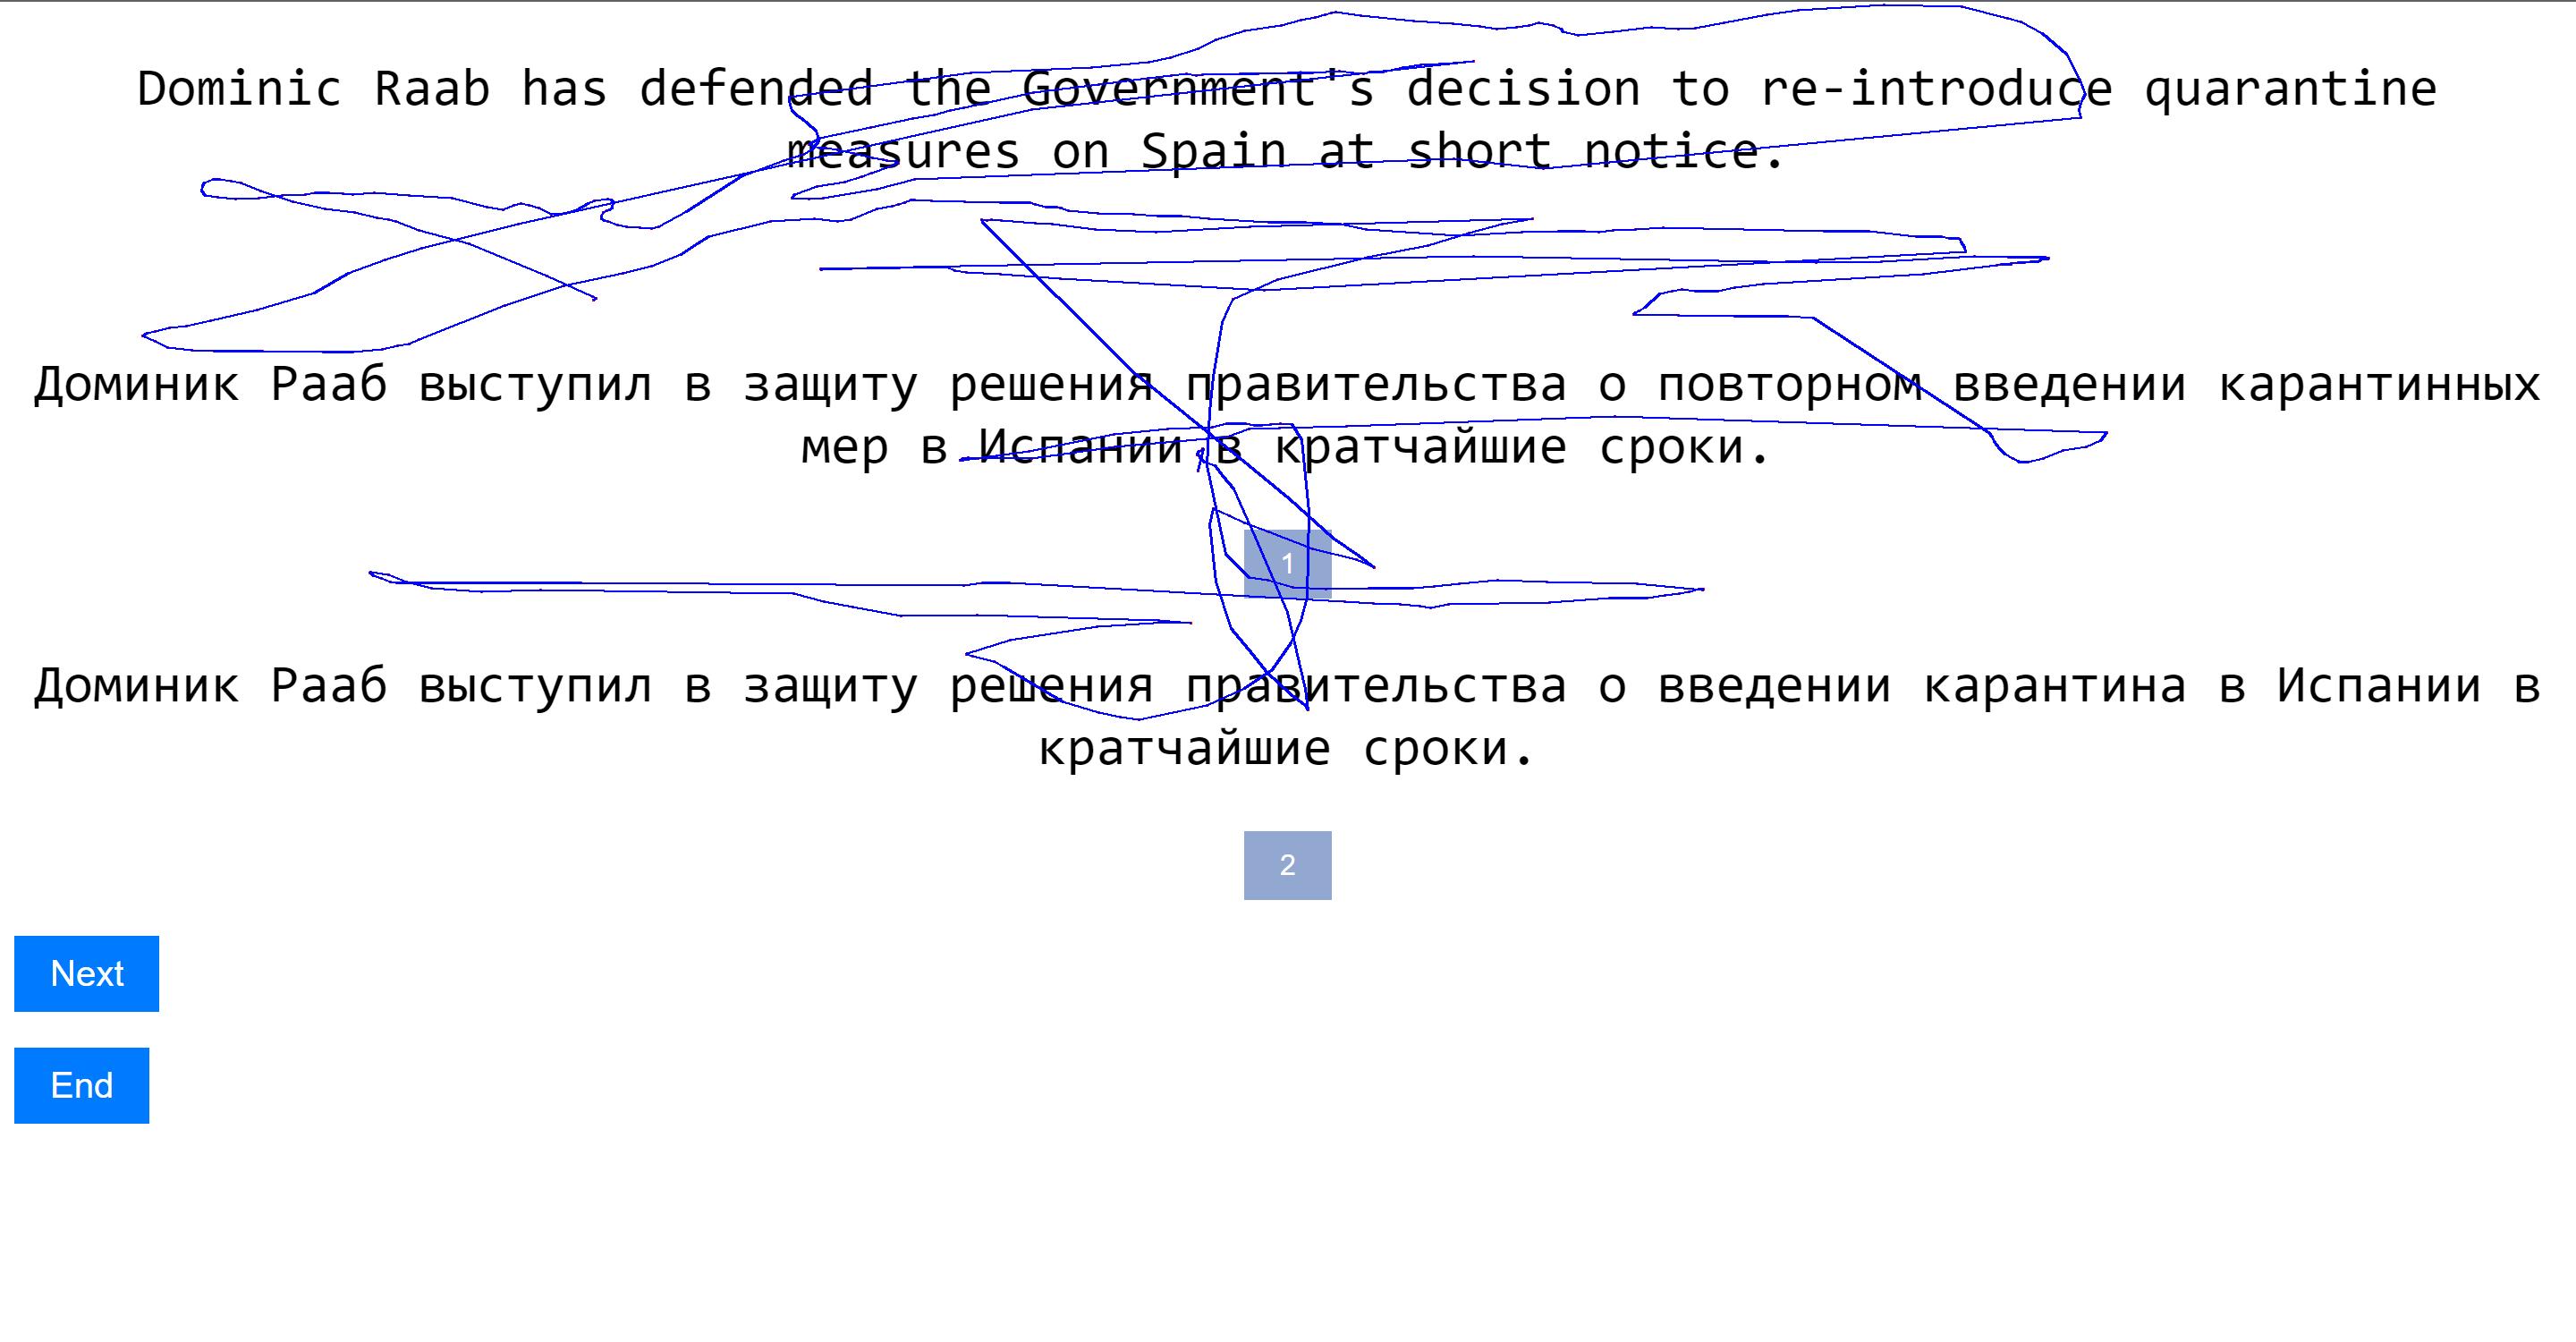 Dominic Raab has defended the Government's decision to re-introduce quarantine
measures on Spain at short notice.
Доминик Рааб выступил в защиту решения правительства о повторном введении карантинных
мер в Испании в кратчайшие сроки.
1
Доминик Рааб выступил в защиту решения правительства о введении карантина в Испании в
кратчайшие сроки.
2
Next
End